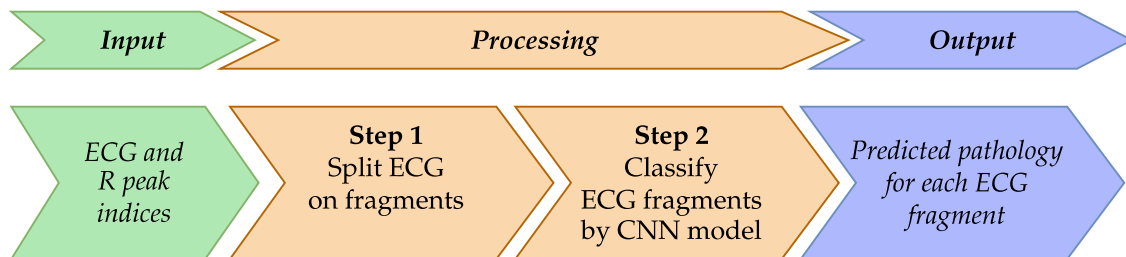 Input
Processing
Output
ECG and
R peak
indices
Step 1
Split ECG
on fragments
Step 2
Classify
ECG fragments
by CNN model
Predicted pathology
for each ECG
fragment